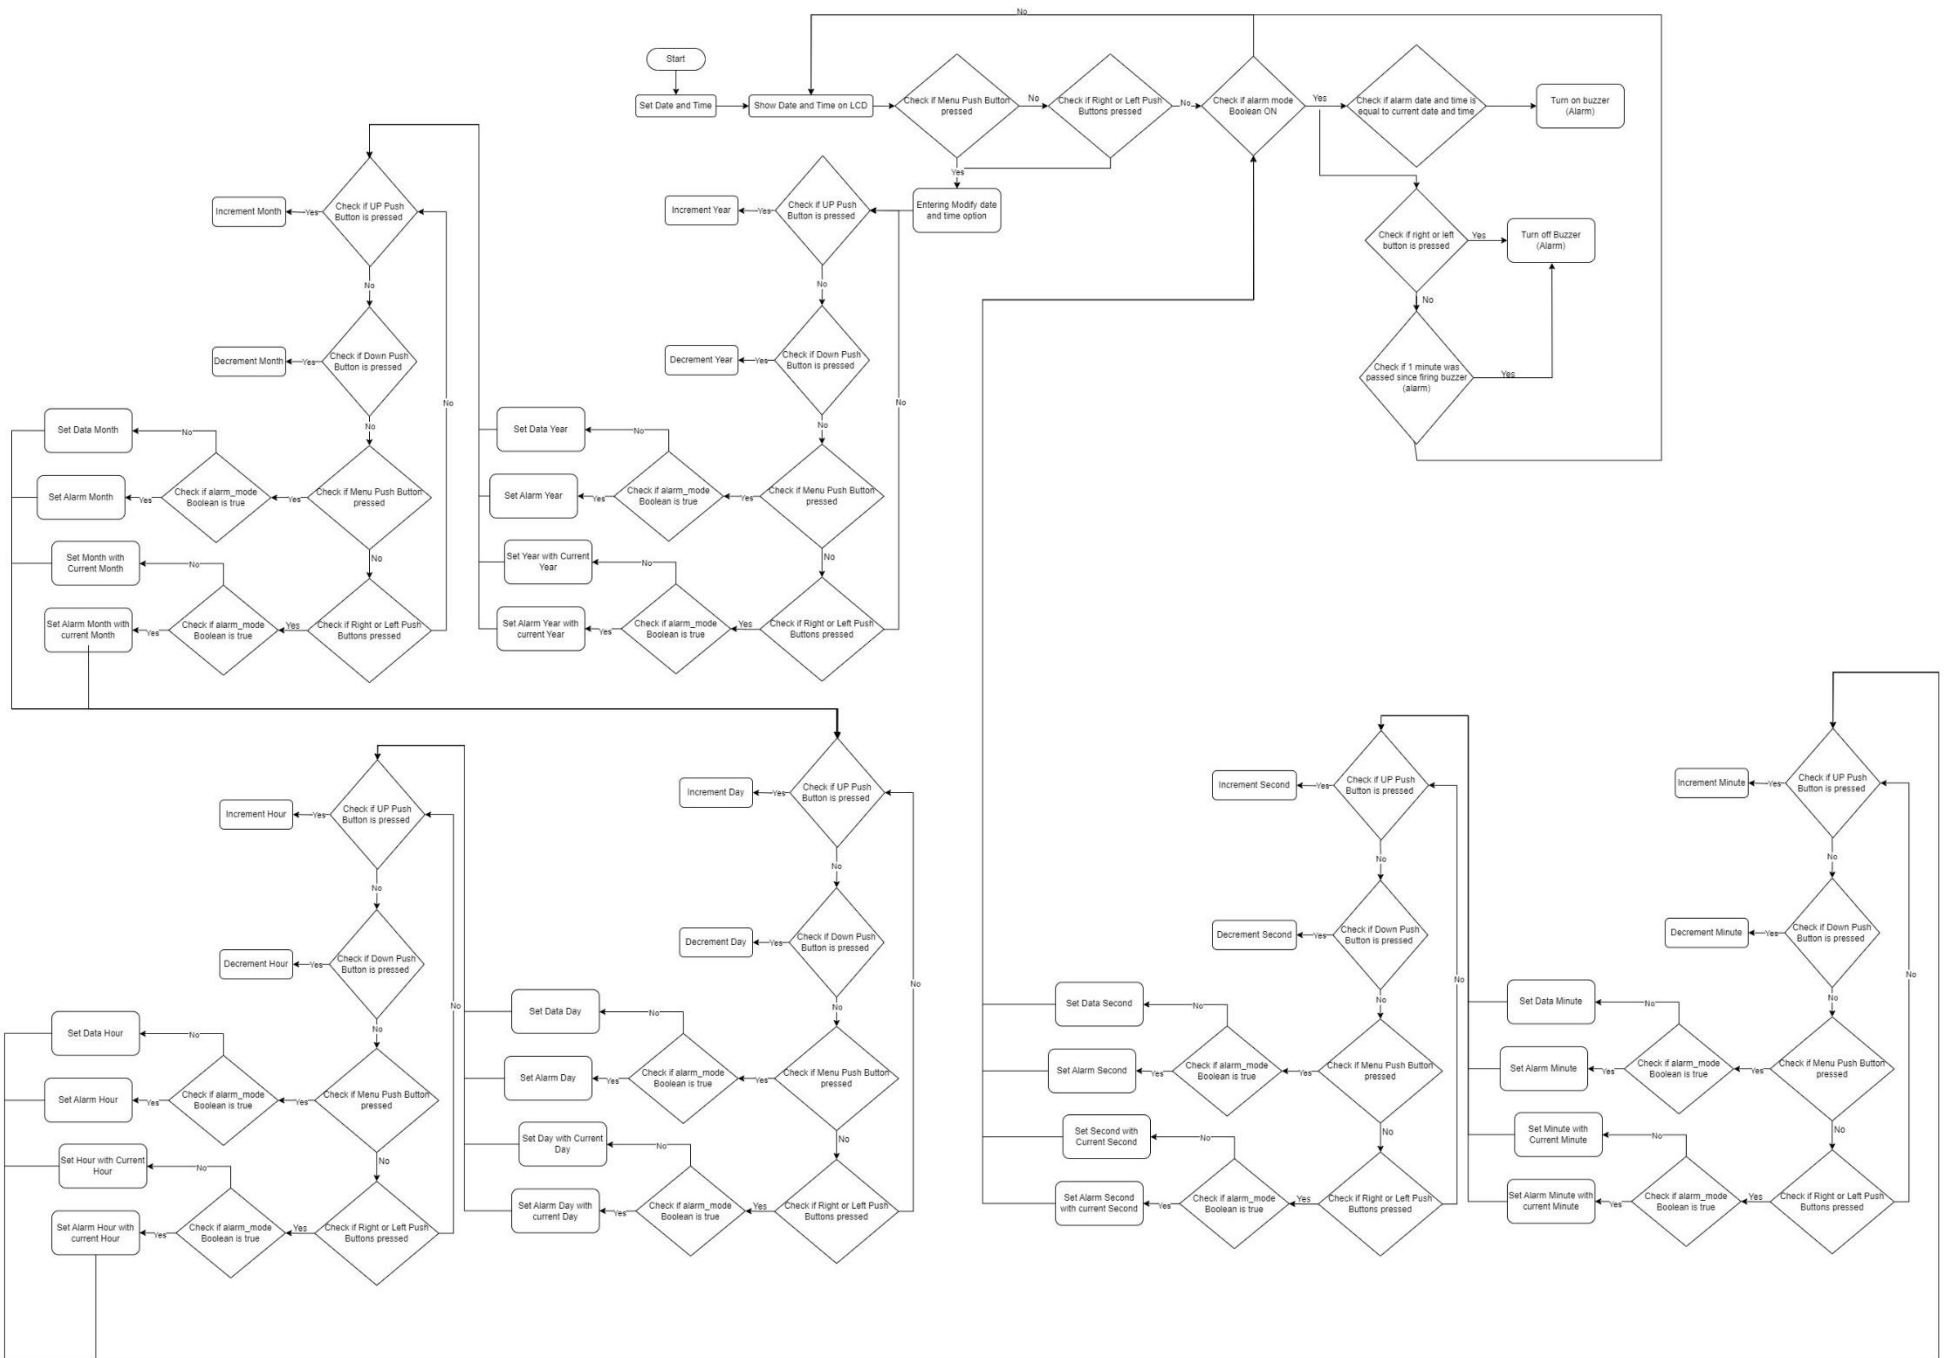 No
Start
Set Date and Time
Show Date and Time on LCD
Check if Menu Push Button
pressed
No
Check if Right or Left Push
Buttons pressed
No
Check if alarm mode
Boolean ON
Yes
Check if alarm date and time is
equal to current date and time
Turn on buzzer
(Alarm)
Yes
Entering Modify date
and time option
Check if right or left
button is pressed
Yes
Turn off Buzzer
(Alarm)
No
Check if 1 minute was
passed since firing buzzer
(alarm)
Yes
Check if UP Push
Button is pressed
Yes
Increment Year
No
Check if Down Push
Button is pressed
Yes
Decrement Year
No
No
Check if Menu Push Button
pressed
Yes
Check if alarm_mode
Boolean is true
No
Set Data Year
Yes
Set Alarm Year
No
Check if Right or Left Push
Buttons pressed
Yes
Check if alarm_mode
Boolean is true
No
Set Year with Current
Year
Yes
Set Alarm Year with
current Year
Check if UP Push
Button is pressed
Yes
Increment Month
No
Check if Down Push
Button is pressed
Yes
Decrement Month
No
No
Check if Menu Push Button
pressed
Yes
Check if alarm_mode
Boolean is true
No
Set Data Month
Yes
Set Alarm Month
No
Check if Right or Left Push
Buttons pressed
Yes
Check if alarm_mode
Boolean is true
No
Set Month with
Current Month
Yes
Set Alarm Month with
current Month
Check if UP Push
Button is pressed
Yes
Increment Day
No
Check if Down Push
Button is pressed
Yes
Decrement Day
No
No
Check if Menu Push Button
pressed
Yes
Check if alarm_mode
Boolean is true
No
Set Data Day
Yes
Set Alarm Day
No
Check if Right or Left Push
Buttons pressed
Yes
Check if alarm_mode
Boolean is true
No
Set Day with Current
Day
Yes
Set Alarm Day with
current Day
Check if UP Push
Button is pressed
Yes
Increment Hour
No
Check if Down Push
Button is pressed
Yes
Decrement Hour
No
No
Check if Menu Push Button
pressed
Yes
Check if alarm_mode
Boolean is true
No
Set Data Hour
Yes
Set Alarm Hour
No
Check if Right or Left Push
Buttons pressed
Yes
Check if alarm_mode
Boolean is true
No
Set Hour with Current
Hour
Yes
Set Alarm Hour with
current Hour
Check if UP Push
Button is pressed
Yes
Increment Minute
No
Check if Down Push
Button is pressed
Yes
Decrement Minute
No
No
Check if Menu Push Button
pressed
Yes
Check if alarm_mode
Boolean is true
No
Set Data Minute
Yes
Set Alarm Minute
No
Check if Right or Left Push
Buttons pressed
Yes
Check if alarm_mode
Boolean is true
No
Set Minute with
Current Minute
Yes
Set Alarm Minute with
current Minute
Check if UP Push
Button is pressed
Yes
Increment Second
No
Check if Down Push
Button is pressed
Yes
Decrement Second
No
No
Check if Menu Push Button
pressed
Yes
Check if alarm_mode
Boolean is true
No
Set Data Second
Yes
Set Alarm Second
No
Check if Right or Left Push
Buttons pressed
Yes
Check if alarm_mode
Boolean is true
No
Set Second with
Current Second
Yes
Set Alarm Second
with current Second